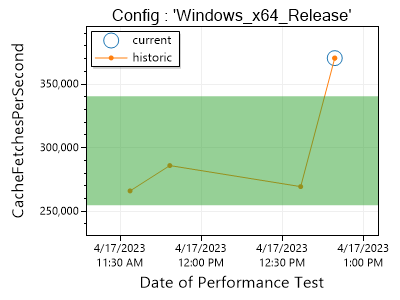 Config : 'Windows_x64_Release'
current
historic
CacheFetchesPerSecond
350,000
300,000
250,000
4/17/2023 4/17/2023 4/17/2023 4/17/2023
11:30 AM 12:00 PM 12:30 PM 1:00 PM
Date of Performance Test